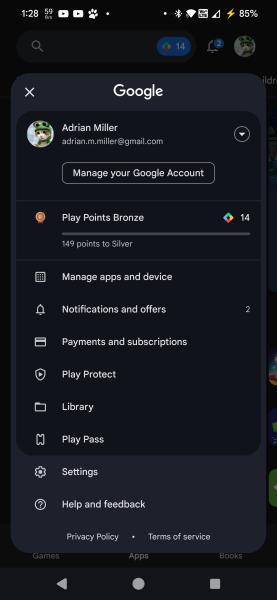 1:28 59 B/s 85%
14 2
Google
Adrian Miller
adrian.m.miller@gmail.com
Manage your Google Account
Play Points Bronze 14
149 points to Silver
Manage apps and device
Notifications and offers 2
Payments and subscriptions
Play Protect
Library
Play Pass
Settings
Help and feedback
Privacy Policy • Terms of service
Games Apps Books